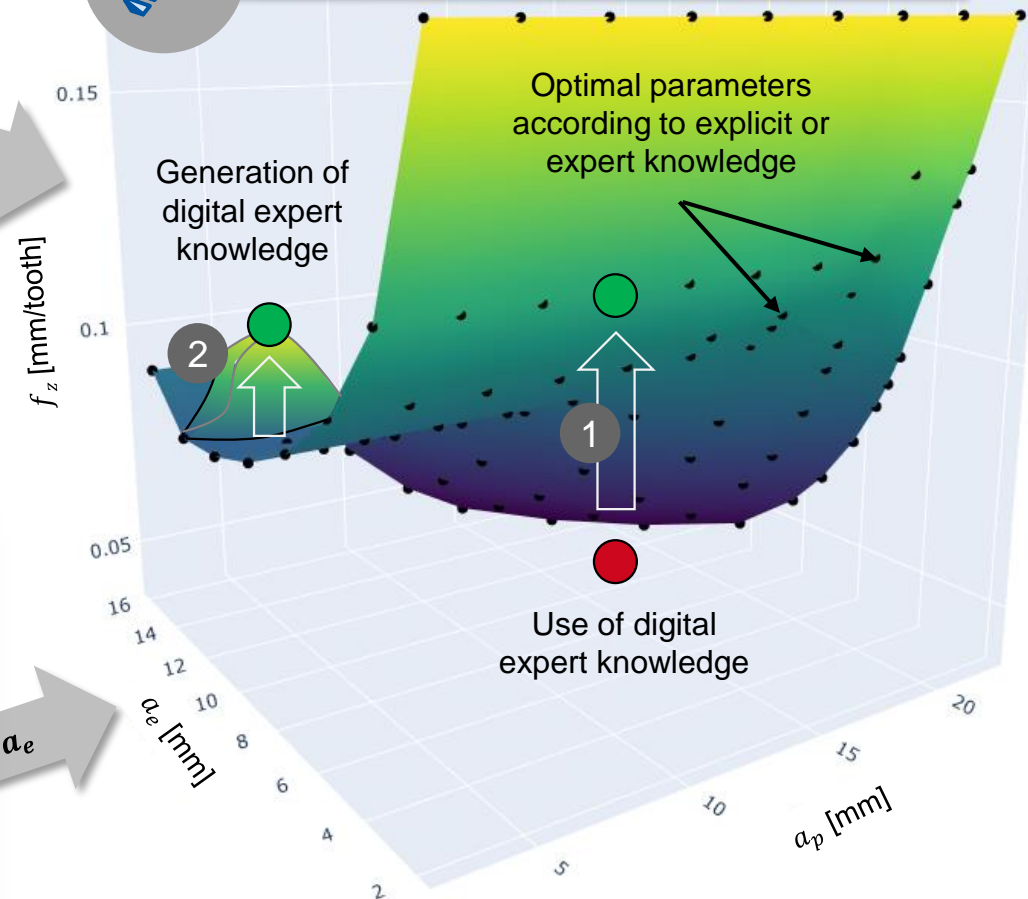 0.15
Optimal parameters
according to explicit or
expert knowledge
Generation of
digital expert
knowledge
f_z [mm/tooth]
0.1
2
1
0.05
Use of digital
expert knowledge
16
14
12
10
8
6
4
2
a_e [mm]
a_e
5
10
15
20
a_p [mm]